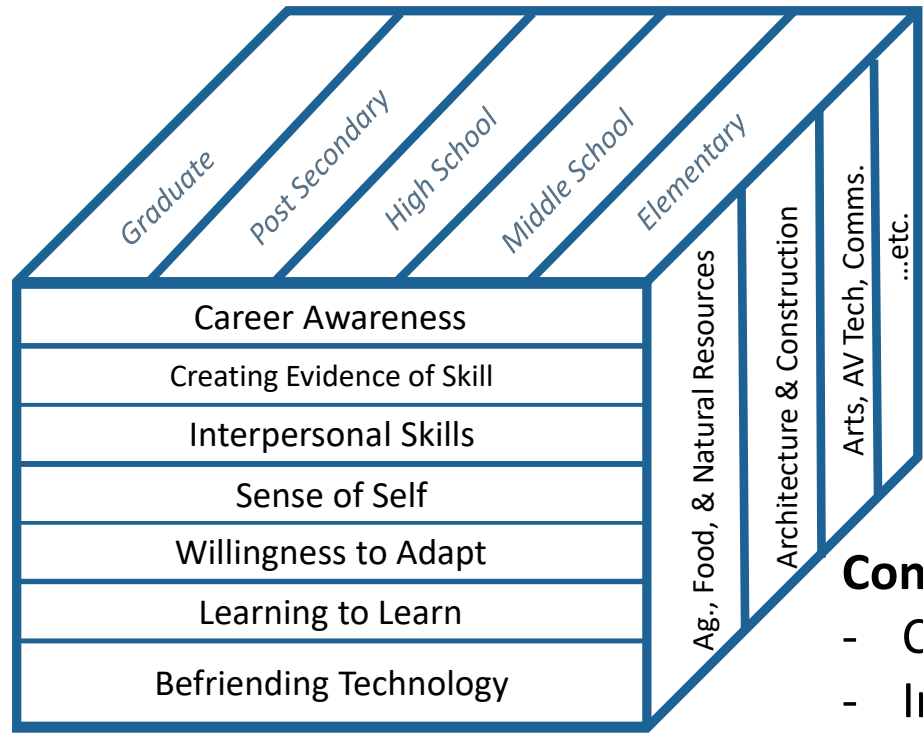 Graduate
Post Secondary
High School
Middle School
Elementary
Career Awareness
Creating Evidence of Skill
Interpersonal Skills
Sense of Self
Willingness to Adapt
Learning to Learn
Befriending Technology
Ag., Food, & Natural Resources
Architecture & Construction
Arts, AV Tech, Comms.
...etc.